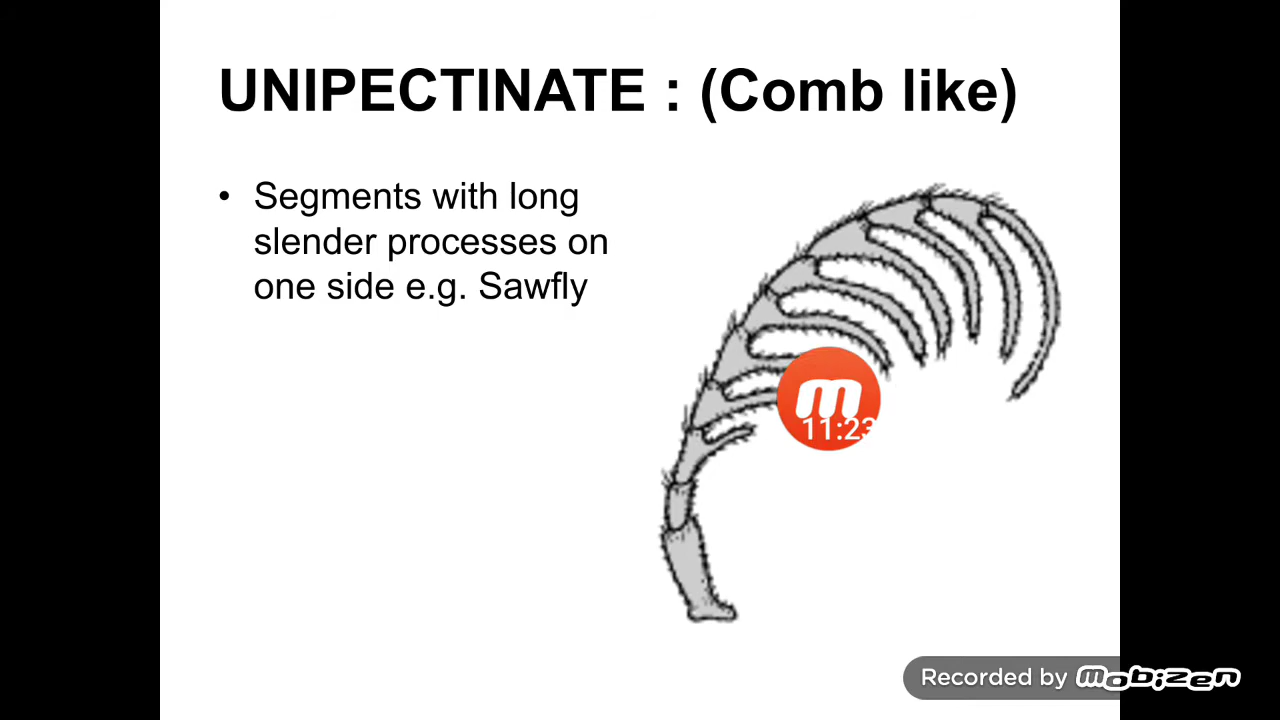 UNIPECTINATE : (Comb like)
• Segments with long
slender processes on
one side e.g. Sawfly
m
11:23
Recorded by mobizen